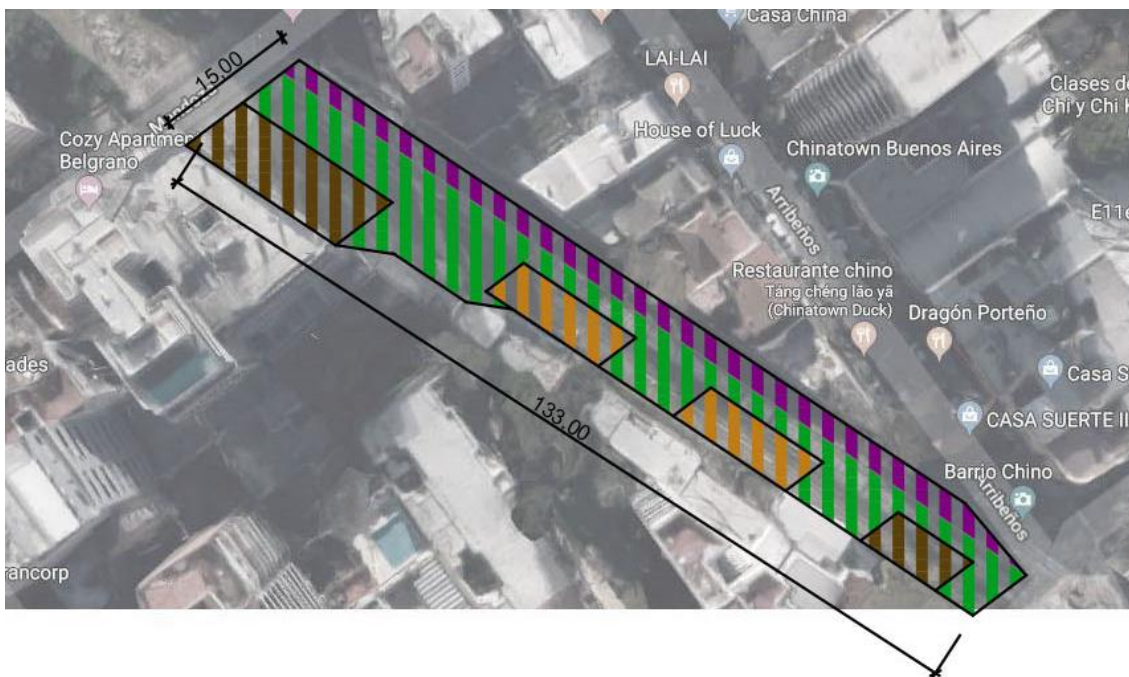 Casa China
15,00
LAI-LAI
Clases de
Chi y Chi K
Cozy Apartmen
Belgrano
House of Luck
Chinatown Buenos Aires
E11e
Arribeños
Restaurante chino
Táng chéng lǎo yā
(Chinatown Duck)
Dragón Porteño
ades
Casa S
133,00
CASA SUERTE II
Barrio Chino
Arribeños
rancorp